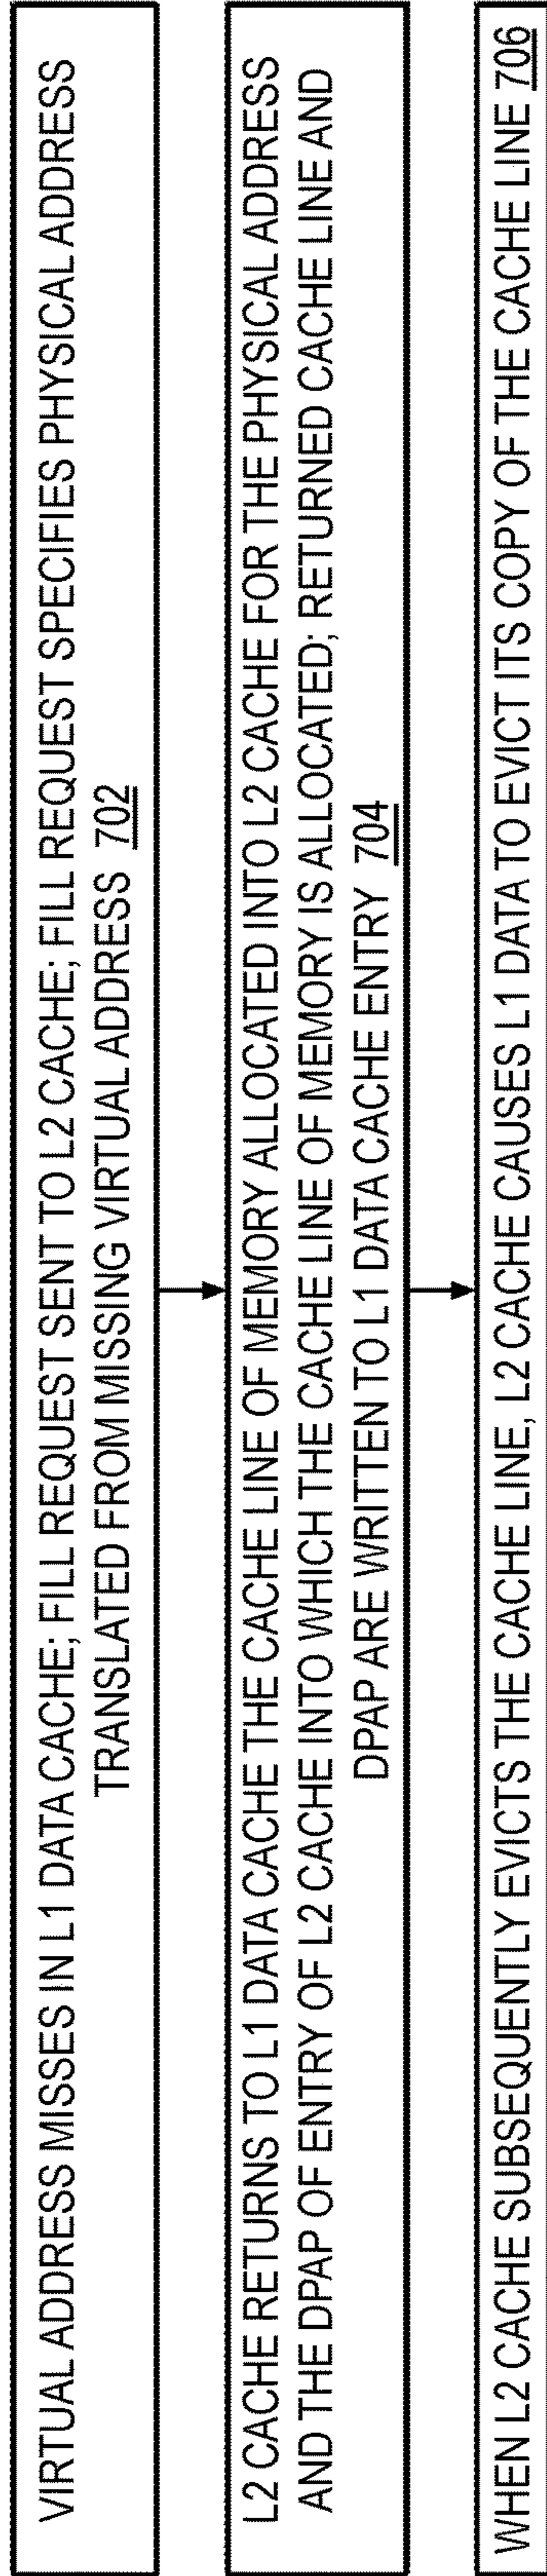 VIRTUAL ADDRESS MISSES IN L1 DATA CACHE; FILL REQUEST SENT TO L2 CACHE; FILL REQUEST SPECIFIES PHYSICAL ADDRESS
TRANSLATED FROM MISSING VIRTUAL ADDRESS 702
L2 CACHE RETURNS TO L1 DATA CACHE THE CACHE LINE OF MEMORY ALLOCATED INTO L2 CACHE FOR THE PHYSICAL ADDRESS
AND THE DPAP OF ENTRY OF L2 CACHE INTO WHICH THE CACHE LINE OF MEMORY IS ALLOCATED; RETURNED CACHE LINE AND
DPAP ARE WRITTEN TO L1 DATA CACHE ENTRY 704
WHEN L2 CACHE SUBSEQUENTLY EVICTS THE CACHE LINE, L2 CACHE CAUSES L1 DATA TO EVICT ITS COPY OF THE CACHE LINE 706